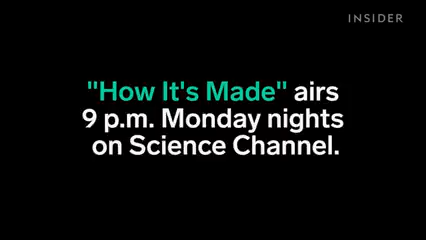 INSIDER
"How It's Made" airs
9 p.m. Monday nights
on Science Channel.